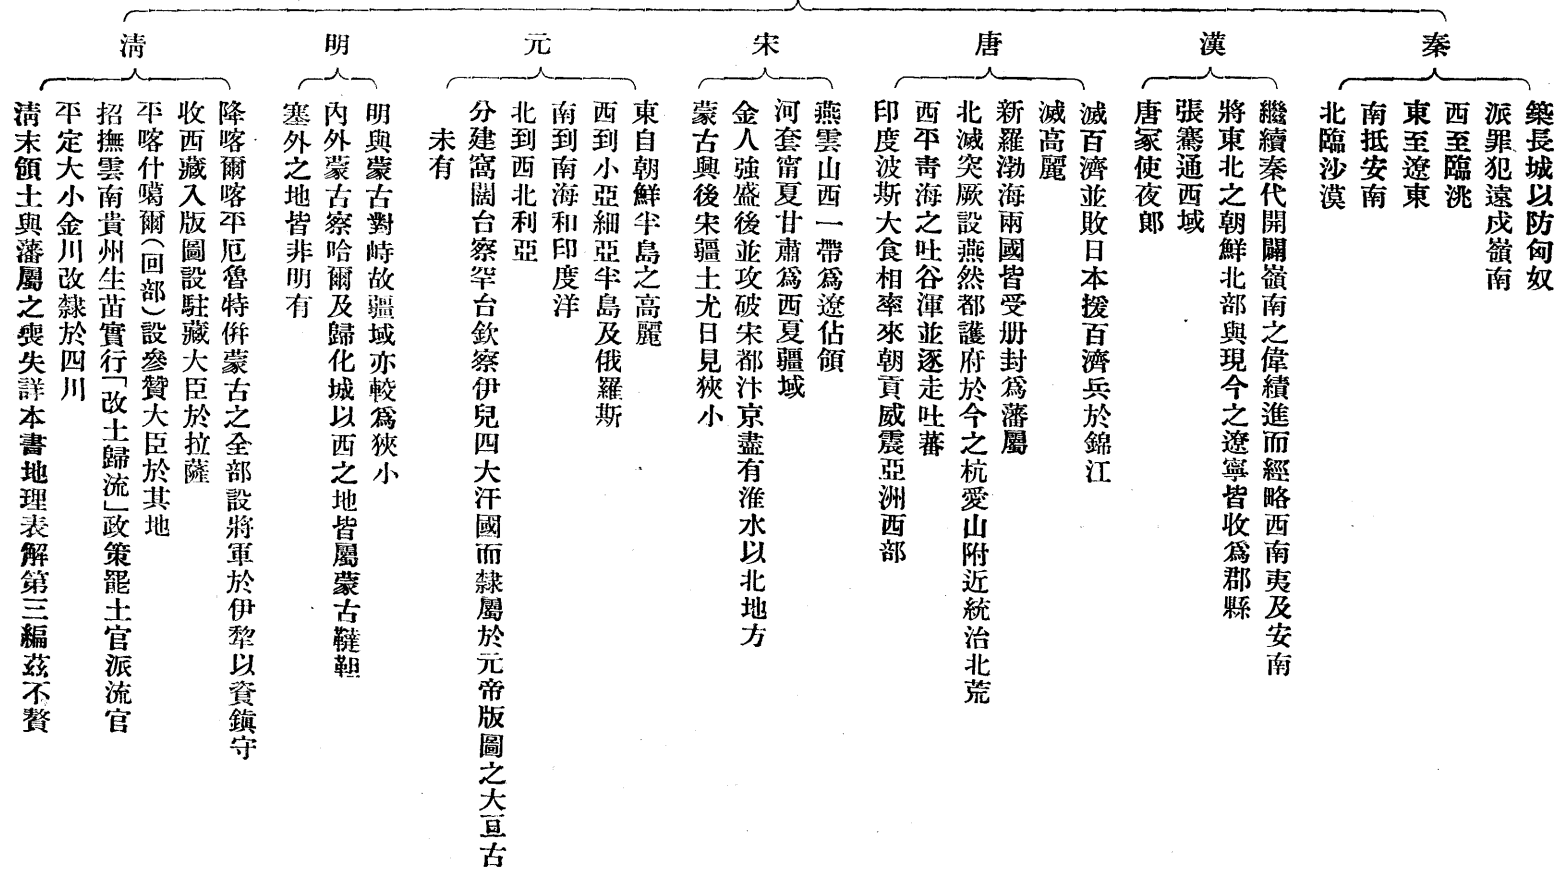 秦
築長城以防匈奴
派罪犯遠戍嶺南
西至臨洮
東至遼東
南抵安南
北臨沙漠
漢
繼續秦代開闢嶺南之偉績進而經略西南夷及安南
將東北之朝鮮北部與現今之遼寧皆收爲郡縣
張騫通西域
唐冡使夜郎
唐
滅百濟並敗日本援百濟兵於錦江
滅高麗
新羅渤海兩國皆受册封爲藩屬
北滅突厥設燕然都護府於今之杭愛山附近統治北荒
西平靑海之吐谷渾並逐走吐蕃
印度波斯大食相率來朝貢威震亞洲西部
宋
燕雲山西一帶爲遼佔領
河套甯夏甘肅爲西夏疆域
金人強盛後並攻破宋都汴京盡有淮水以北地方
蒙古興後宋疆土尤日見狹小
元
東自朝鮮半島之高麗
西到小亞細亞半島及俄羅斯
南到南海和印度洋
北到西北利亞
分建窩闊台察罕台欽察伊兒四大汗國而隸屬於元帝版圖之大亘古
未有
明
明與蒙古對峙故疆域亦較爲狹小
內外蒙古察哈爾及歸化城以西之地皆屬蒙古韃靼
塞外之地皆非明有
淸
降喀爾喀平厄魯特併蒙古之全部設將軍於伊犂以資鎭守
收西藏入版圖設駐藏大臣於拉薩
平喀什噶爾（回部）設參贊大臣於其地
招撫雲南貴州生苗實行「改土歸流」政策罷土官派流官
平定大小金川改隸於四川
淸末領土與藩屬之喪失詳本書地理表解第三編茲不贅